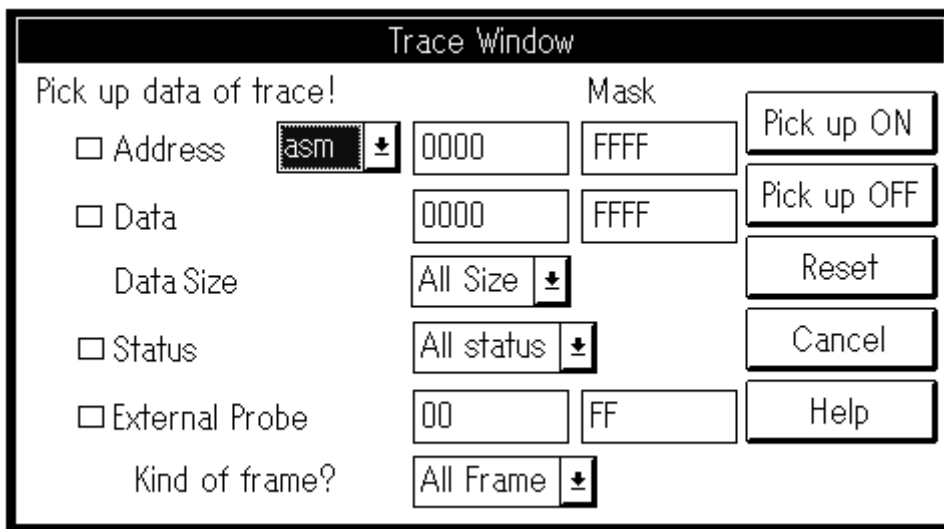 Trace Window
Pick up data of trace! Mask
Address asm 0000 FFFF
Pick up ON
Data 0000 FFFF
Pick up OFF
Data Size All Size
Reset
Status All status
Cancel
External Probe 00 FF
Help
Kind of frame? All Frame